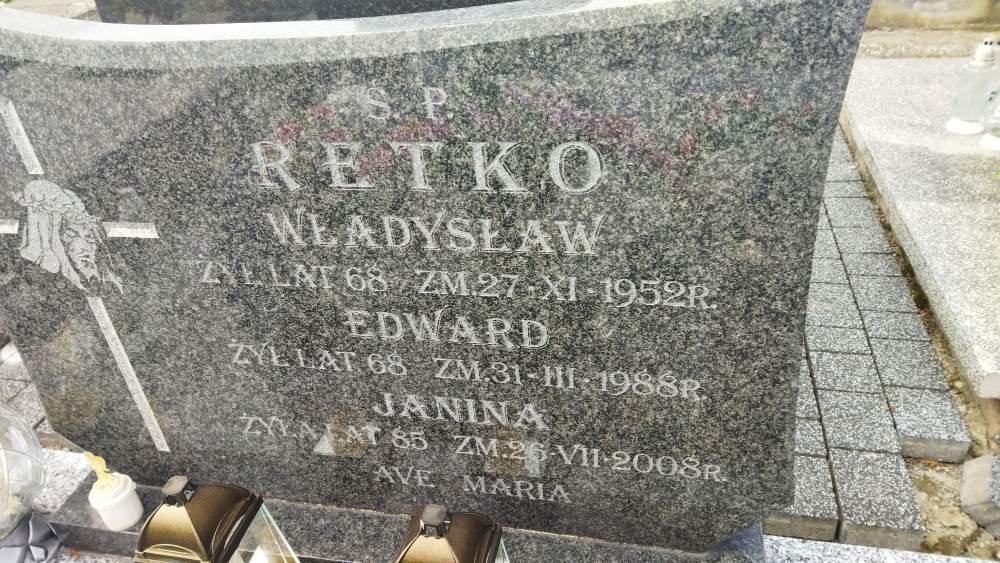 Ś. P.
RETKO
WŁADYSŁAW
ŻYŁ LAT 68 ZM.27-XI-1952R.
EDWARD
ŻYŁ LAT 68 ZM.31-III-1988R.
JANINA
ŻYŁA LAT 85 ZM.26-VII-2008R.
AVE MARIA